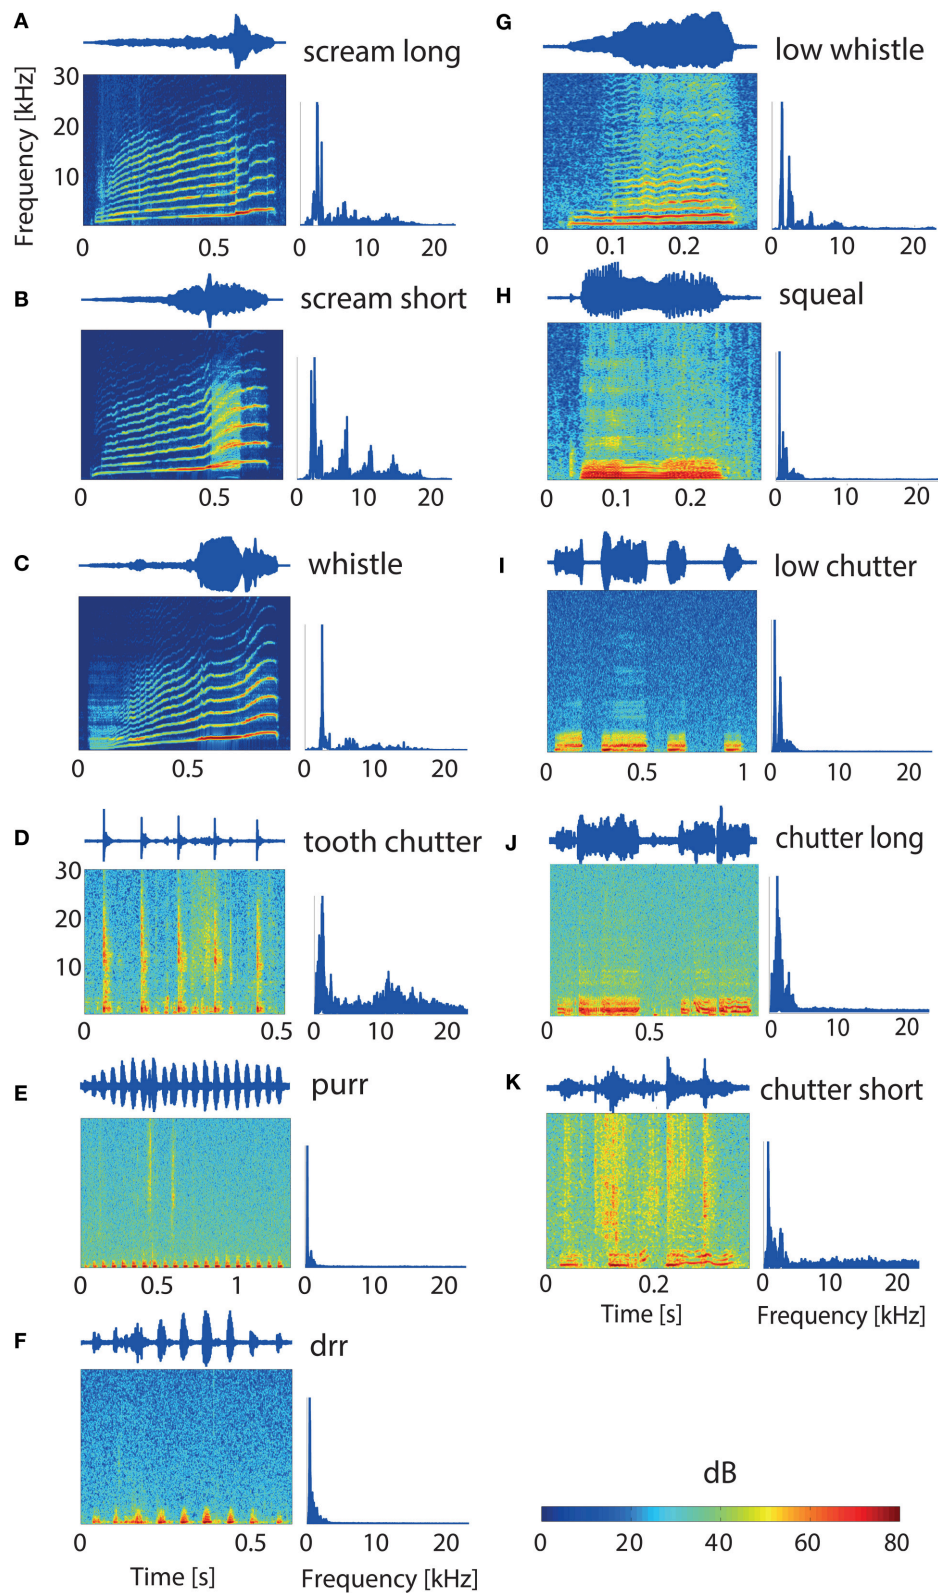 A
scream long
Frequency [kHz]
30
20
10
0 0.5
0 10 20
B
scream short
0 0.5
0 10 20
C
whistle
0 0.5
0 10 20
D
tooth chutter
30
20
10
0 0.5
0 10 20
E
purr
0 0.5 1
0 10 20
F
drr
0 0.5
0 10 20
Time [s]
Frequency [kHz]
G
low whistle
0 0.1 0.2
0 10 20
H
squeal
0 0.1 0.2
0 10 20
I
low chutter
0 0.5 1
0 10 20
J
chutter long
0 0.5
0 10 20
K
chutter short
0 0.2
0 10 20
Time [s]
Frequency [kHz]
dB
0 20 40 60 80